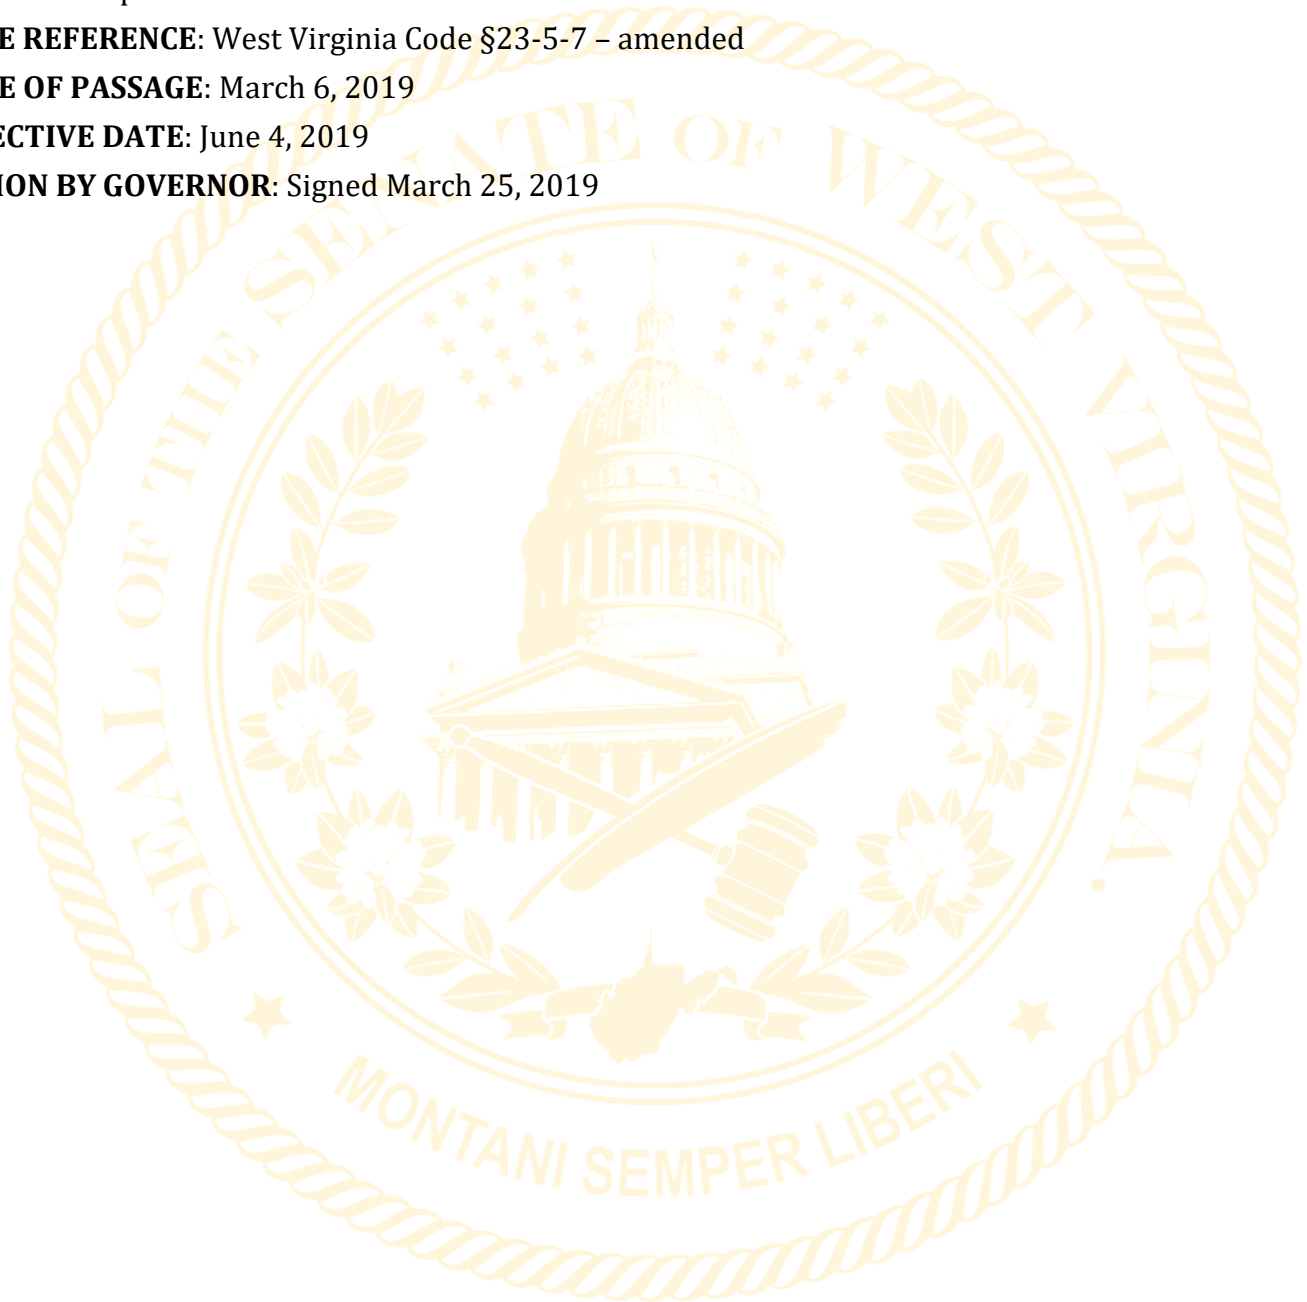 E REFERENCE: West Virginia Code §23-5-7 – amended
E OF PASSAGE: March 6, 2019
ECTIVE DATE: June 4, 2019
ION BY GOVERNOR: Signed March 25, 2019
SEAL OF THE SENATE OF WEST VIRGINIA.
MONTANI SEMPER LIBERI